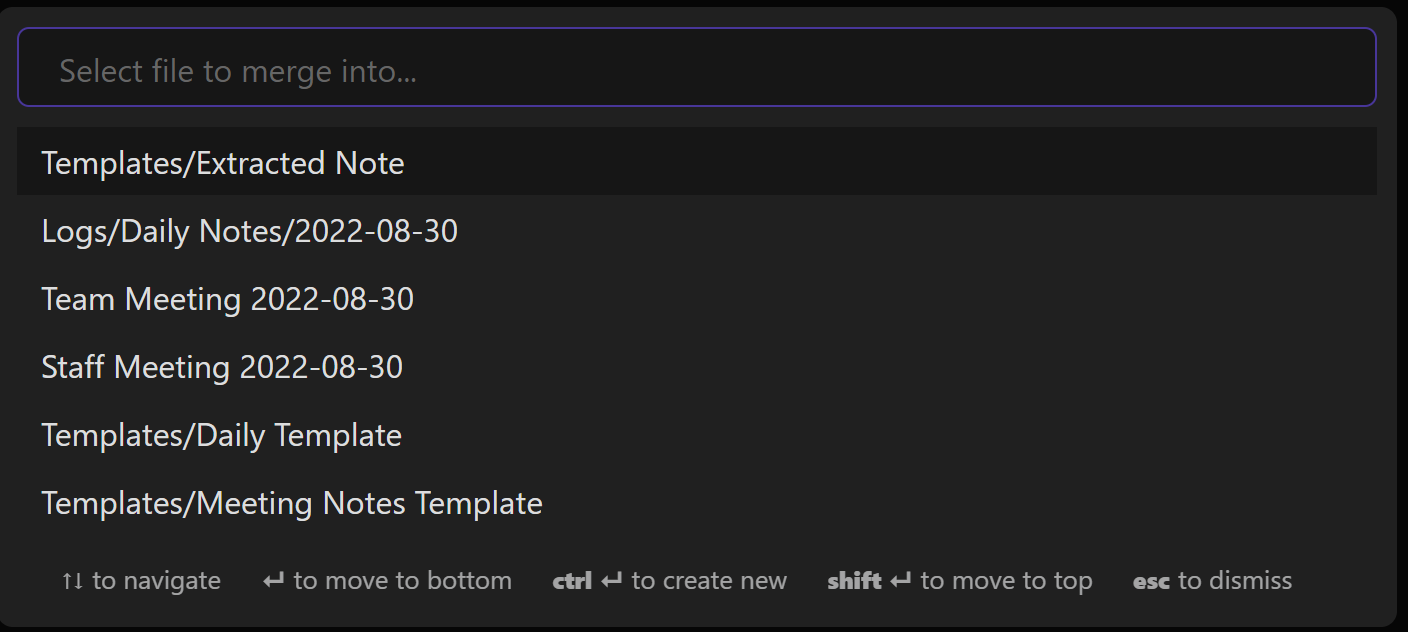 Select file to merge into...
Templates/Extracted Note
Logs/Daily Notes/2022-08-30
Team Meeting 2022-08-30
Staff Meeting 2022-08-30
Templates/Daily Template
Templates/Meeting Notes Template
↑↓ to navigate ↵ to move to bottom ctrl ↵ to create new shift ↵ to move to top esc to dismiss